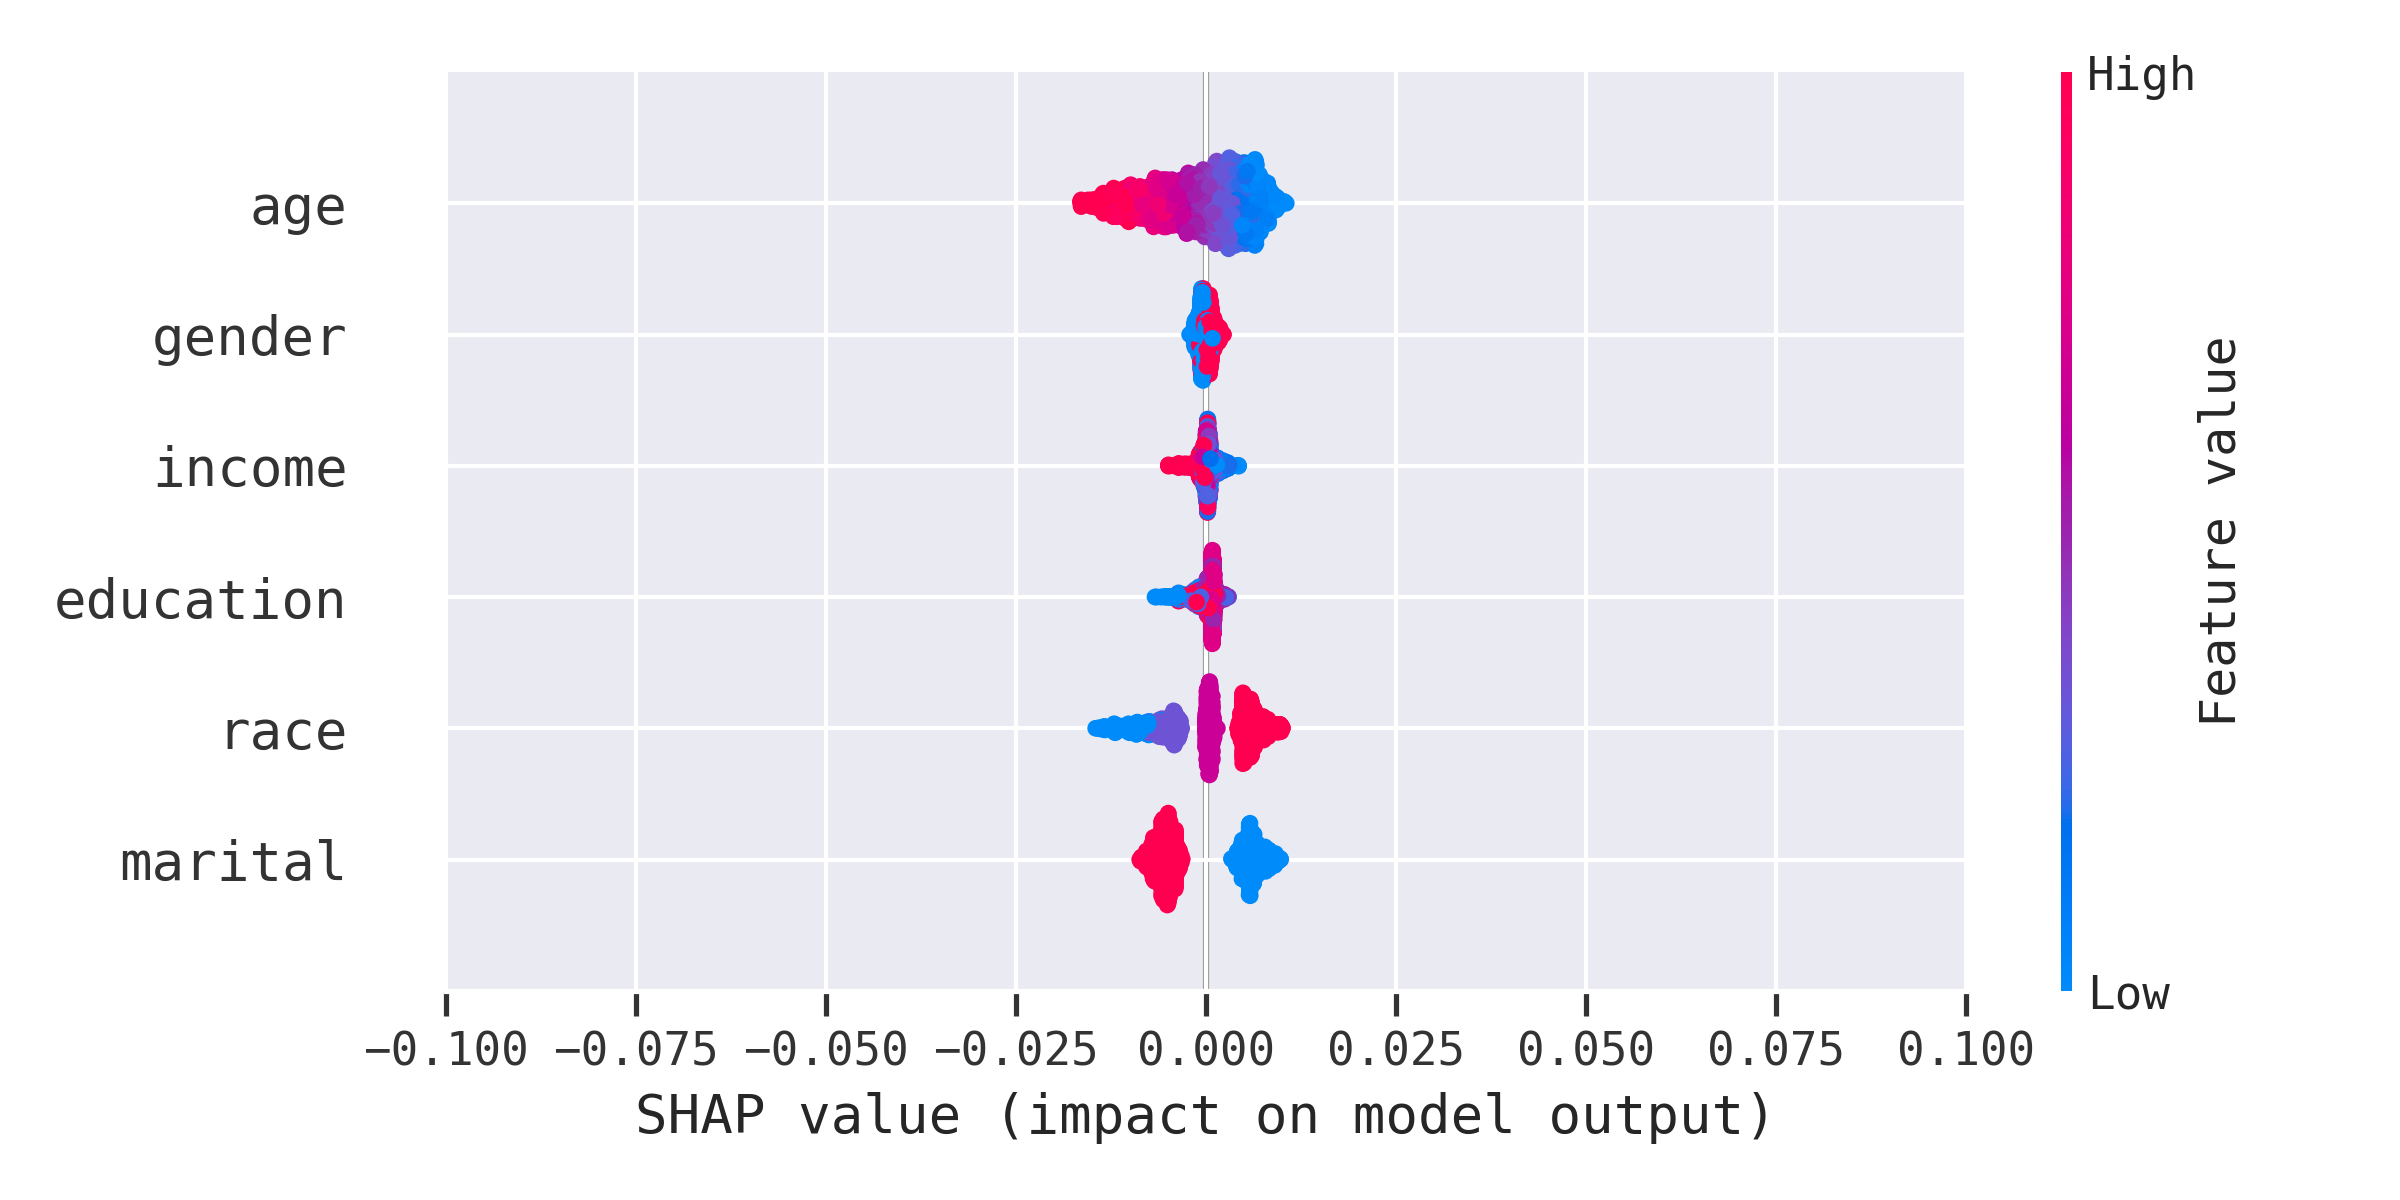 High
age
gender
income
education
race
marital
Feature value
Low
−0.100 −0.075 −0.050 −0.025 0.000 0.025 0.050 0.075 0.100
SHAP value (impact on model output)